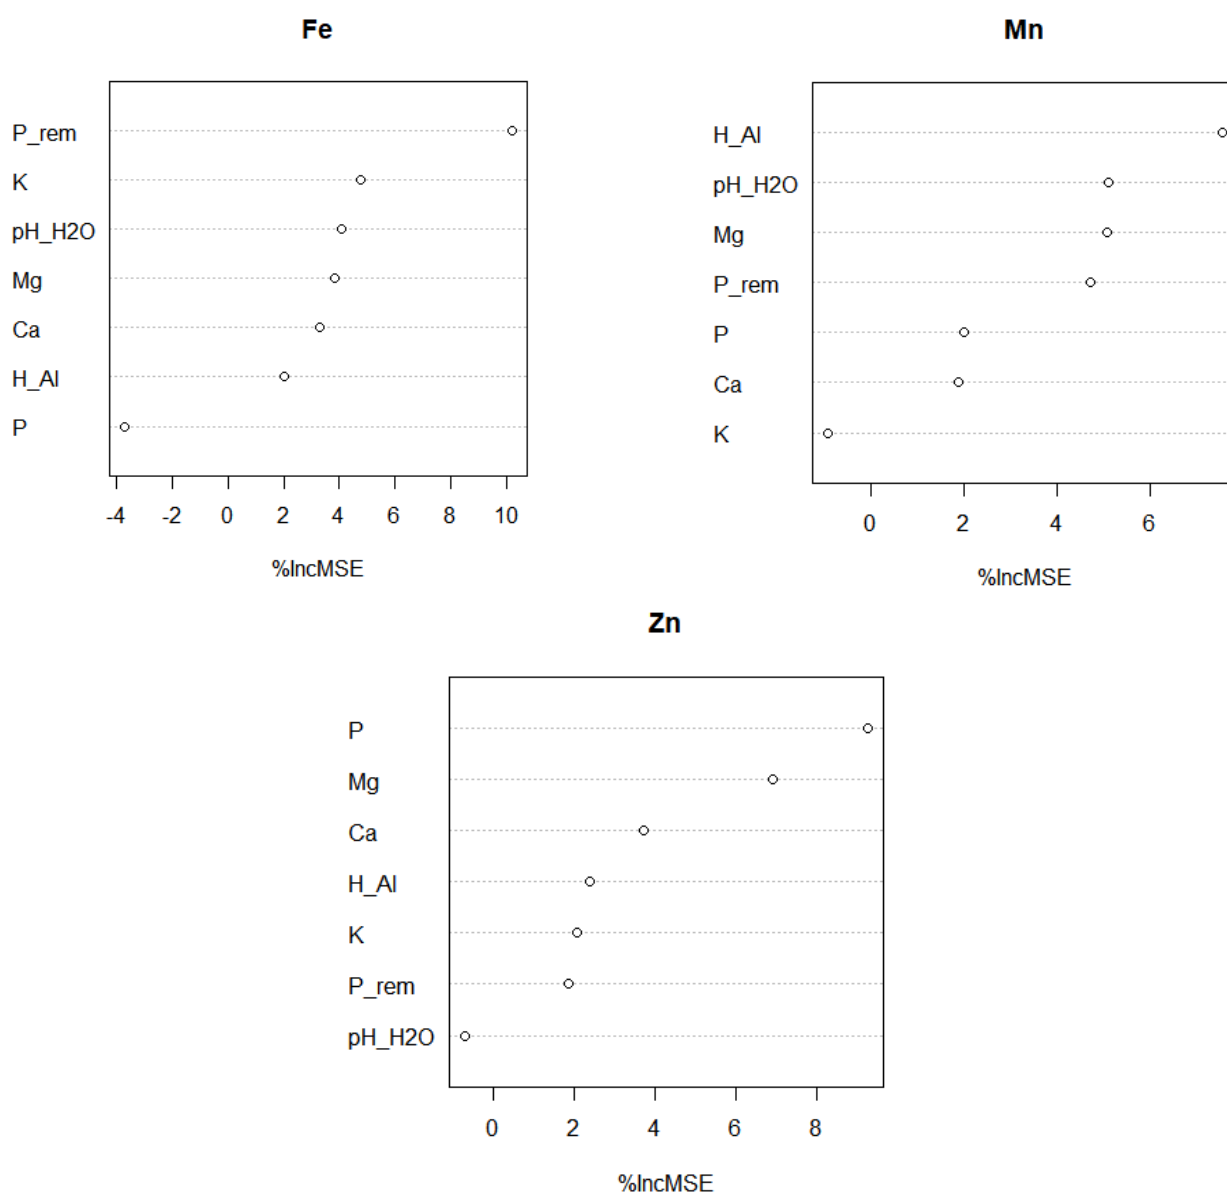 Fe
P_rem
K
pH_H2O
Mg
Ca
H_Al
P
-4 -2 0 2 4 6 8 10
%IncMSE
Mn
H_Al
pH_H2O
Mg
P_rem
P
Ca
K
0 2 4 6
%IncMSE
Zn
P
Mg
Ca
H_Al
K
P_rem
pH_H2O
0 2 4 6 8
%IncMSE